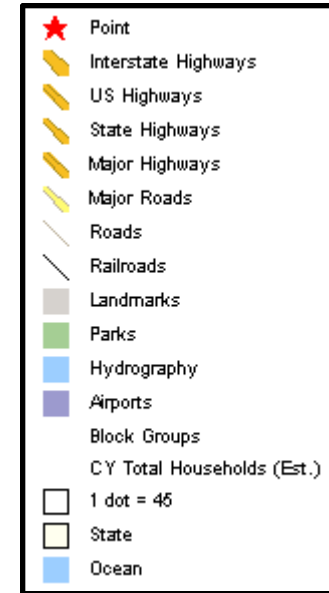 Point
Interstate Highways
US Highways
State Highways
Major Highways
Major Roads
Roads
Railroads
Landmarks
Parks
Hydrography
Airports
Block Groups
CY Total Households (Est.)
1 dot = 45
State
Ocean